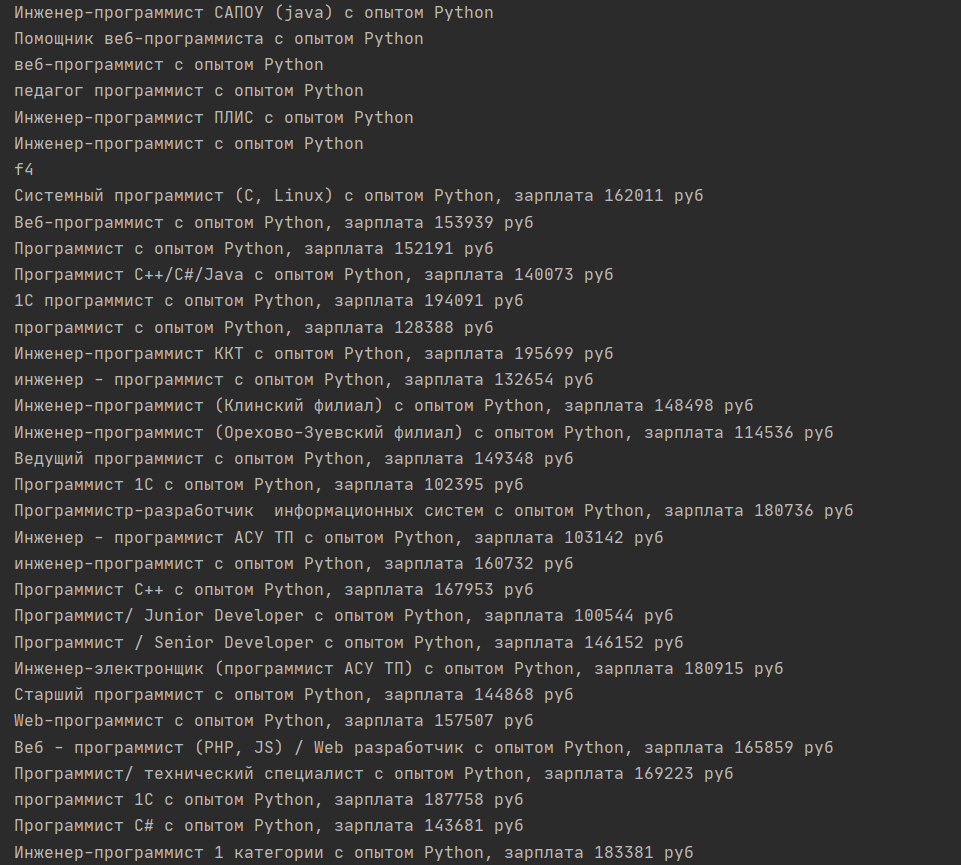 Инженер-программист САПОУ (java) с опытом Python
Помощник веб-программиста с опытом Python
веб-программист с опытом Python
педагог программист с опытом Python
Инженер-программист ПЛИС с опытом Python
Инженер-программист с опытом Python
f4
Системный программист (C, Linux) с опытом Python, зарплата 162011 руб
Веб-программист с опытом Python, зарплата 153939 руб
Программист с опытом Python, зарплата 152191 руб
Программист C++/C#/Java с опытом Python, зарплата 140073 руб
1С программист с опытом Python, зарплата 194091 руб
программист с опытом Python, зарплата 128388 руб
Инженер-программист ККТ с опытом Python, зарплата 195699 руб
инженер - программист с опытом Python, зарплата 132654 руб
Инженер-программист (Клинский филиал) с опытом Python, зарплата 148498 руб
Инженер-программист (Орехово-Зуевский филиал) с опытом Python, зарплата 114536 руб
Ведущий программист с опытом Python, зарплата 149348 руб
Программист 1С с опытом Python, зарплата 102395 руб
Программистр-разработчик  информационных систем с опытом Python, зарплата 180736 руб
Инженер - программист АСУ ТП с опытом Python, зарплата 103142 руб
инженер-программист с опытом Python, зарплата 160732 руб
Программист C++ с опытом Python, зарплата 167953 руб
Программист/ Junior Developer с опытом Python, зарплата 100544 руб
Программист / Senior Developer с опытом Python, зарплата 146152 руб
Инженер-электронщик (программист АСУ ТП) с опытом Python, зарплата 180915 руб
Старший программист с опытом Python, зарплата 144868 руб
Web-программист с опытом Python, зарплата 157507 руб
Веб - программист (PHP, JS) / Web разработчик с опытом Python, зарплата 165859 руб
Программист/ технический специалист с опытом Python, зарплата 169223 руб
программист 1С с опытом Python, зарплата 187758 руб
Программист C# с опытом Python, зарплата 143681 руб
Инженер-программист 1 категории с опытом Python, зарплата 183381 руб